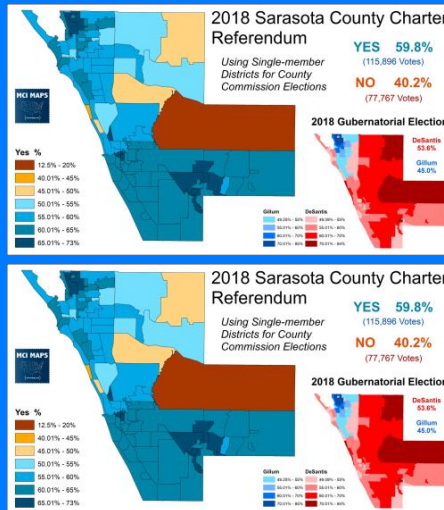 2018 Sarasota County Charter
Referendum
Using Single-member
Districts for County
Commission Elections
YES 59.8%
(115,896 Votes)
NO 40.2%
(77,767 Votes)
MCI MAPS
2018 Gubernatorial Election
DeSantis
53.6%
Gillum
45.0%
Yes %
12.5% - 20%
40.01% - 45%
45.01% - 50%
50.01% - 55%
55.01% - 60%
60.01% - 65%
65.01% - 73%
Gillum DeSantis
2018 Sarasota County Charter
Referendum
Using Single-member
Districts for County
Commission Elections
YES 59.8%
(115,896 Votes)
NO 40.2%
(77,767 Votes)
MCI MAPS
2018 Gubernatorial Election
DeSantis
53.6%
Gillum
45.0%
Yes %
12.5% - 20%
40.01% - 45%
45.01% - 50%
50.01% - 55%
55.01% - 60%
60.01% - 65%
65.01% - 73%
Gillum DeSantis